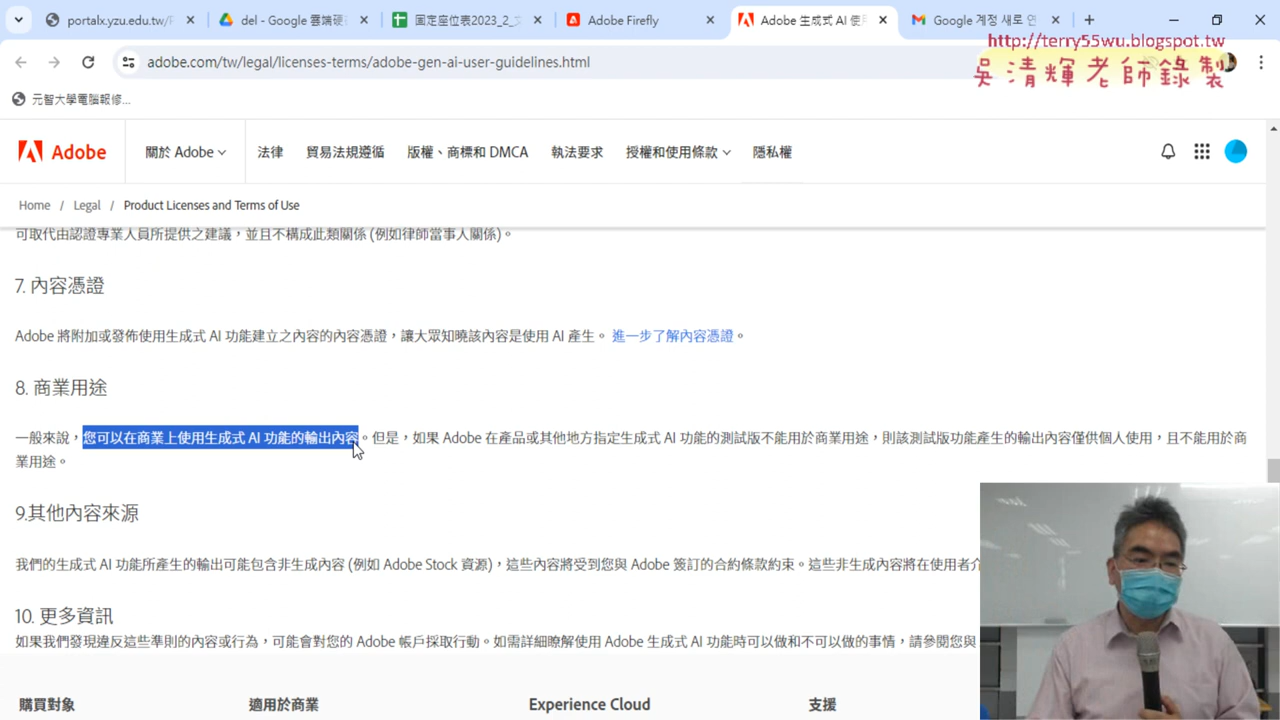 portalx.yzu.edu.tw/P
del - Google 雲端硬
固定座位表2023_2_文
Adobe Firefly
Adobe 生成式 AI 使用
Google 계정 새로 연
http://terry55wu.blogspot.tw
吳清輝老師錄製
adobe.com/tw/legal/licenses-terms/adobe-gen-ai-user-guidelines.html
元智大學電腦報修...
Adobe
關於 Adobe
法律
貿易法規遵循
版權、商標和 DMCA
執法要求
授權和使用條款
隱私權
Home / Legal / Product Licenses and Terms of Use
可取代由認證專業人員所提供之建議，並且不構成此類關係 (例如律師當事人關係)。
7. 內容憑證
Adobe 將附加或發佈使用生成式 AI 功能建立之內容的內容憑證，讓大眾知曉該內容是使用 AI 產生。 進一步了解內容憑證。
8. 商業用途
一般來說，您可以在商業上使用生成式 AI 功能的輸出內容。但是，如果 Adobe 在產品或其他地方指定生成式 AI 功能的測試版不能用於商業用途，則該測試版功能產生的輸出內容僅供個人使用，且不能用於商
業用途。
9.其他內容來源
我們的生成式 AI 功能所產生的輸出可能包含非生成內容 (例如 Adobe Stock 資源)，這些內容將受到您與 Adobe 簽訂的合約條款約束。這些非生成內容將在使用者介
10. 更多資訊
如果我們發現違反這些準則的內容或行為，可能會對您的 Adobe 帳戶採取行動。如需詳細瞭解使用 Adobe 生成式 AI 功能時可以做和不可以做的事情，請參閱您與
購買對象
適用於商業
Experience Cloud
支援